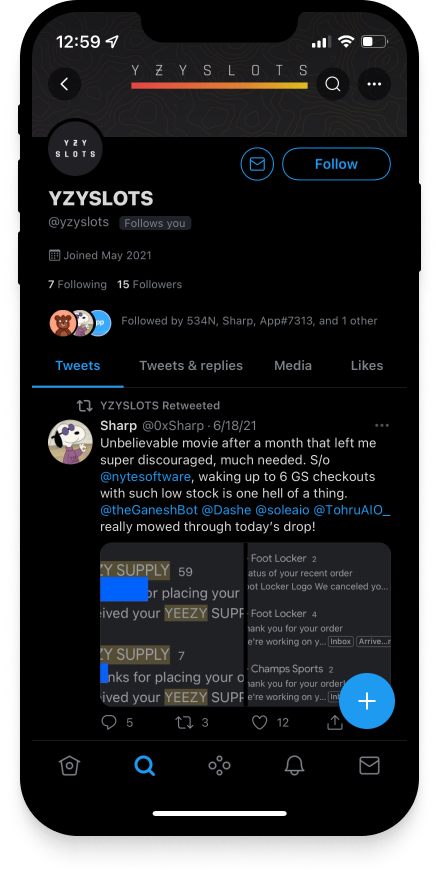 12:59
Y Z Y S L O T S
Y Z Y
S L O T S
Follow
YZYSLOTS
@yzyslots Follows you
Joined May 2021
7 Following 15 Followers
pp
Followed by 534N, Sharp, App#7313, and 1 other
Tweets Tweets & replies Media Likes
YZYSLOTS Retweeted
Sharp @0xSharp · 6/18/21
Unbelievable movie after a month that left me
super discouraged, much needed. S/o
@nytesoftware, waking up to 6 GS checkouts
with such low stock is one hell of a thing.
@theGaneshBot @Dashe @soleaio @TohruAIO_
really mowed through today's drop!
ZY SUPPLY 59
or placing your
eived your YEEZY SUPP
ZY SUPPLY 7
nks for placing your o
ived your YEEZY SUPP
Foot Locker 2
atus of your recent order
ot Locker Logo We canceled yo...
Foot Locker 4
hank you for your order
e're working on y... Inbox Arrive...
Champs Sports 2
hank you for your order
e're working on y... In
5 3 12